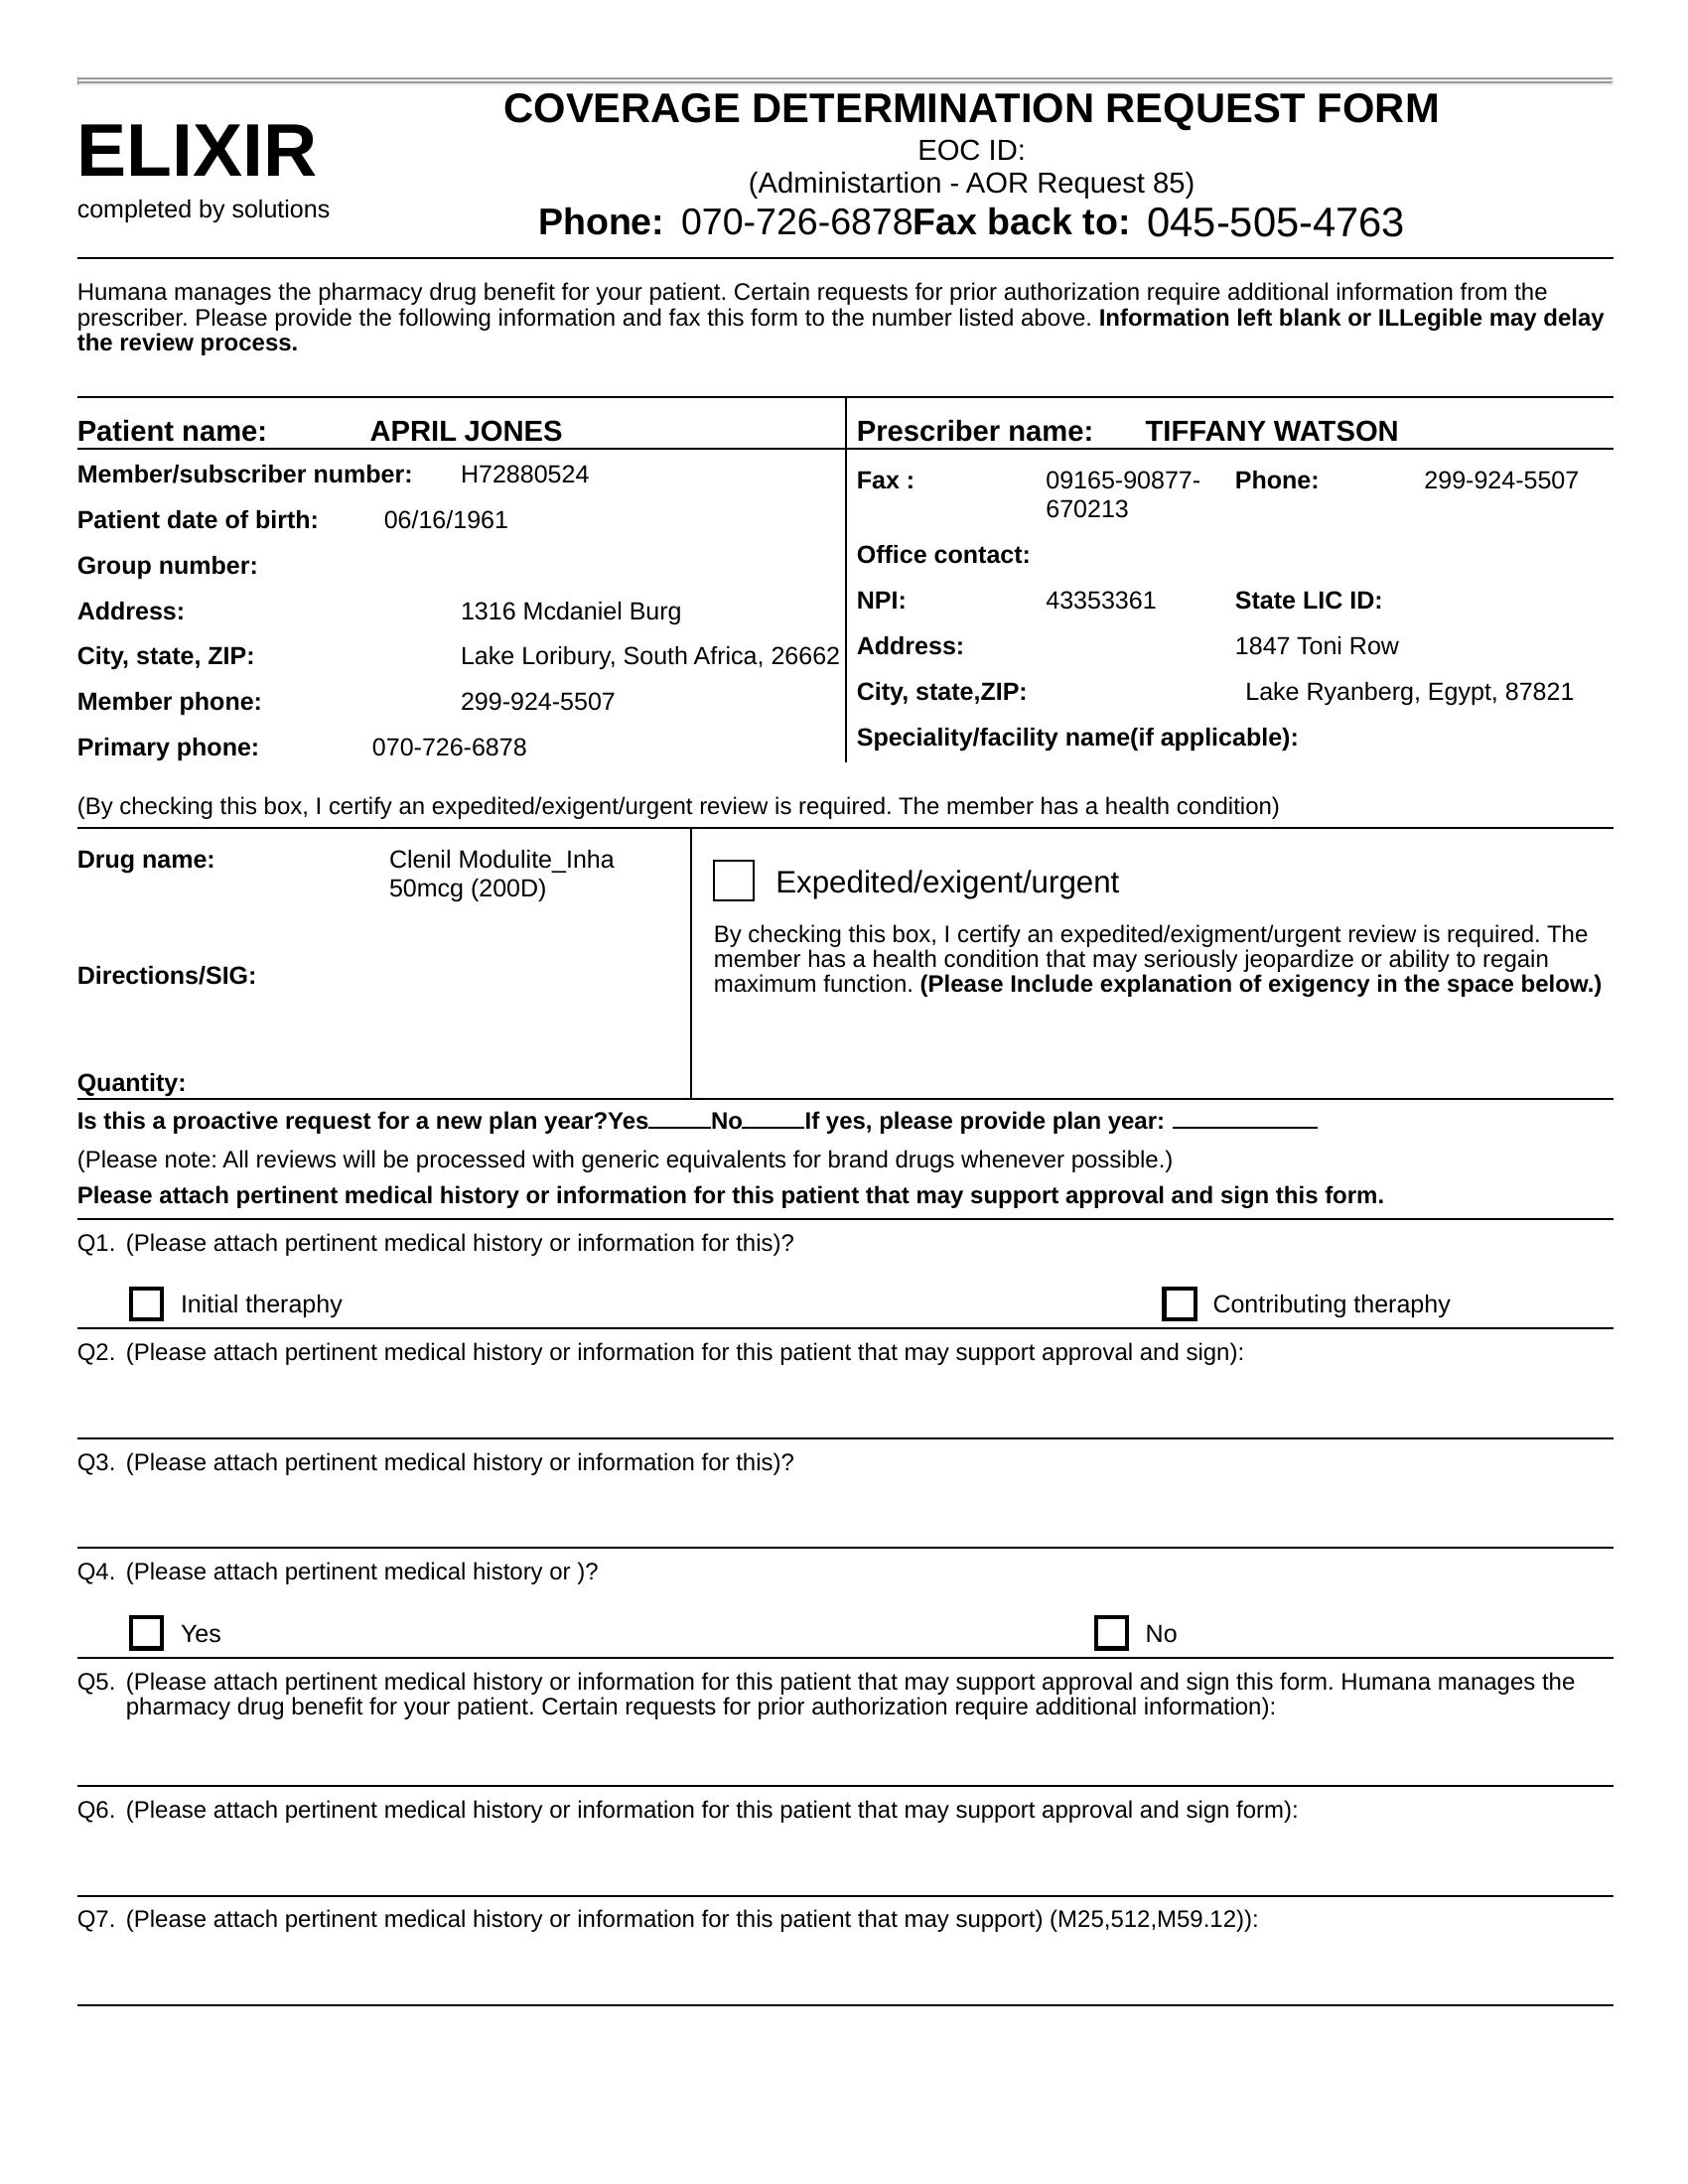 ELIXIR
completed by solutions
COVERAGE DETERMINATION REQUEST FORM
EOC ID:
(Administartion - AOR Request 85)
Phone: 070-726-6878Fax back to: 045-505-4763
Humana manages the pharmacy drug benefit for your patient. Certain requests for prior authorization require additional information from the
prescriber. Please provide the following information and fax this form to the number listed above. Information left blank or ILLegible may delay
the review process.
Patient name: APRIL JONES
Member/subscriber number: H72880524
Patient date of birth: 06/16/1961
Group number:
Address: 1316 Mcdaniel Burg
City, state, ZIP: Lake Loribury, South Africa, 26662
Member phone: 299-924-5507
Primary phone: 070-726-6878
Prescriber name: TIFFANY WATSON
Fax : 09165-90877- Phone: 299-924-5507
670213
Office contact:
NPI: 43353361 State LIC ID:
Address: 1847 Toni Row
City, state,ZIP: Lake Ryanberg, Egypt, 87821
Speciality/facility name(if applicable):
(By checking this box, I certify an expedited/exigent/urgent review is required. The member has a health condition)
Drug name: Clenil Modulite_Inha
50mcg (200D)
Directions/SIG:
Quantity:
Expedited/exigent/urgent
By checking this box, I certify an expedited/exigment/urgent review is required. The
member has a health condition that may seriously jeopardize or ability to regain
maximum function. (Please Include explanation of exigency in the space below.)
Is this a proactive request for a new plan year?Yes_____No_____If yes, please provide plan year: ___________
(Please note: All reviews will be processed with generic equivalents for brand drugs whenever possible.)
Please attach pertinent medical history or information for this patient that may support approval and sign this form.
Q1. (Please attach pertinent medical history or information for this)?
Initial theraphy Contributing theraphy
Q2. (Please attach pertinent medical history or information for this patient that may support approval and sign):
Q3. (Please attach pertinent medical history or information for this)?
Q4. (Please attach pertinent medical history or )?
Yes No
Q5. (Please attach pertinent medical history or information for this patient that may support approval and sign this form. Humana manages the
pharmacy drug benefit for your patient. Certain requests for prior authorization require additional information):
Q6. (Please attach pertinent medical history or information for this patient that may support approval and sign form):
Q7. (Please attach pertinent medical history or information for this patient that may support) (M25,512,M59.12)):